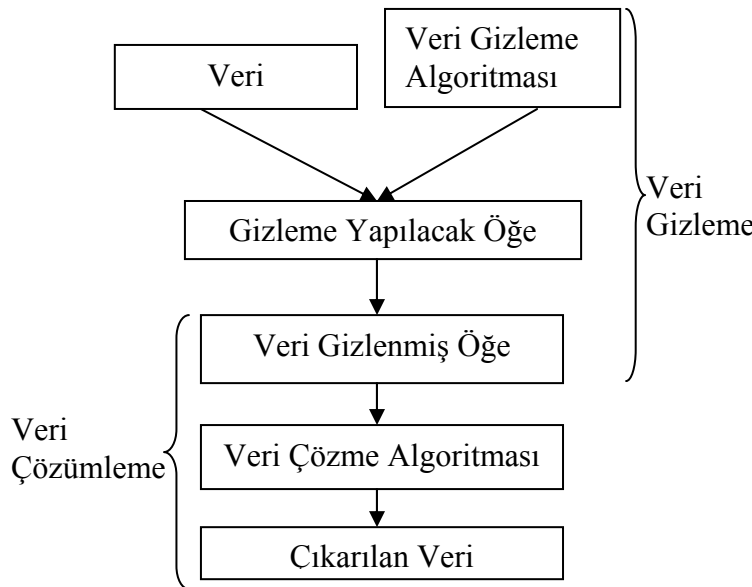 Veri
Veri Gizleme
Algoritması
Veri
Gizleme
Gizleme Yapılacak Öğe
Veri Gizlenmiş Öğe
Veri
Çözümleme
Veri Çözme Algoritması
Çıkarılan Veri